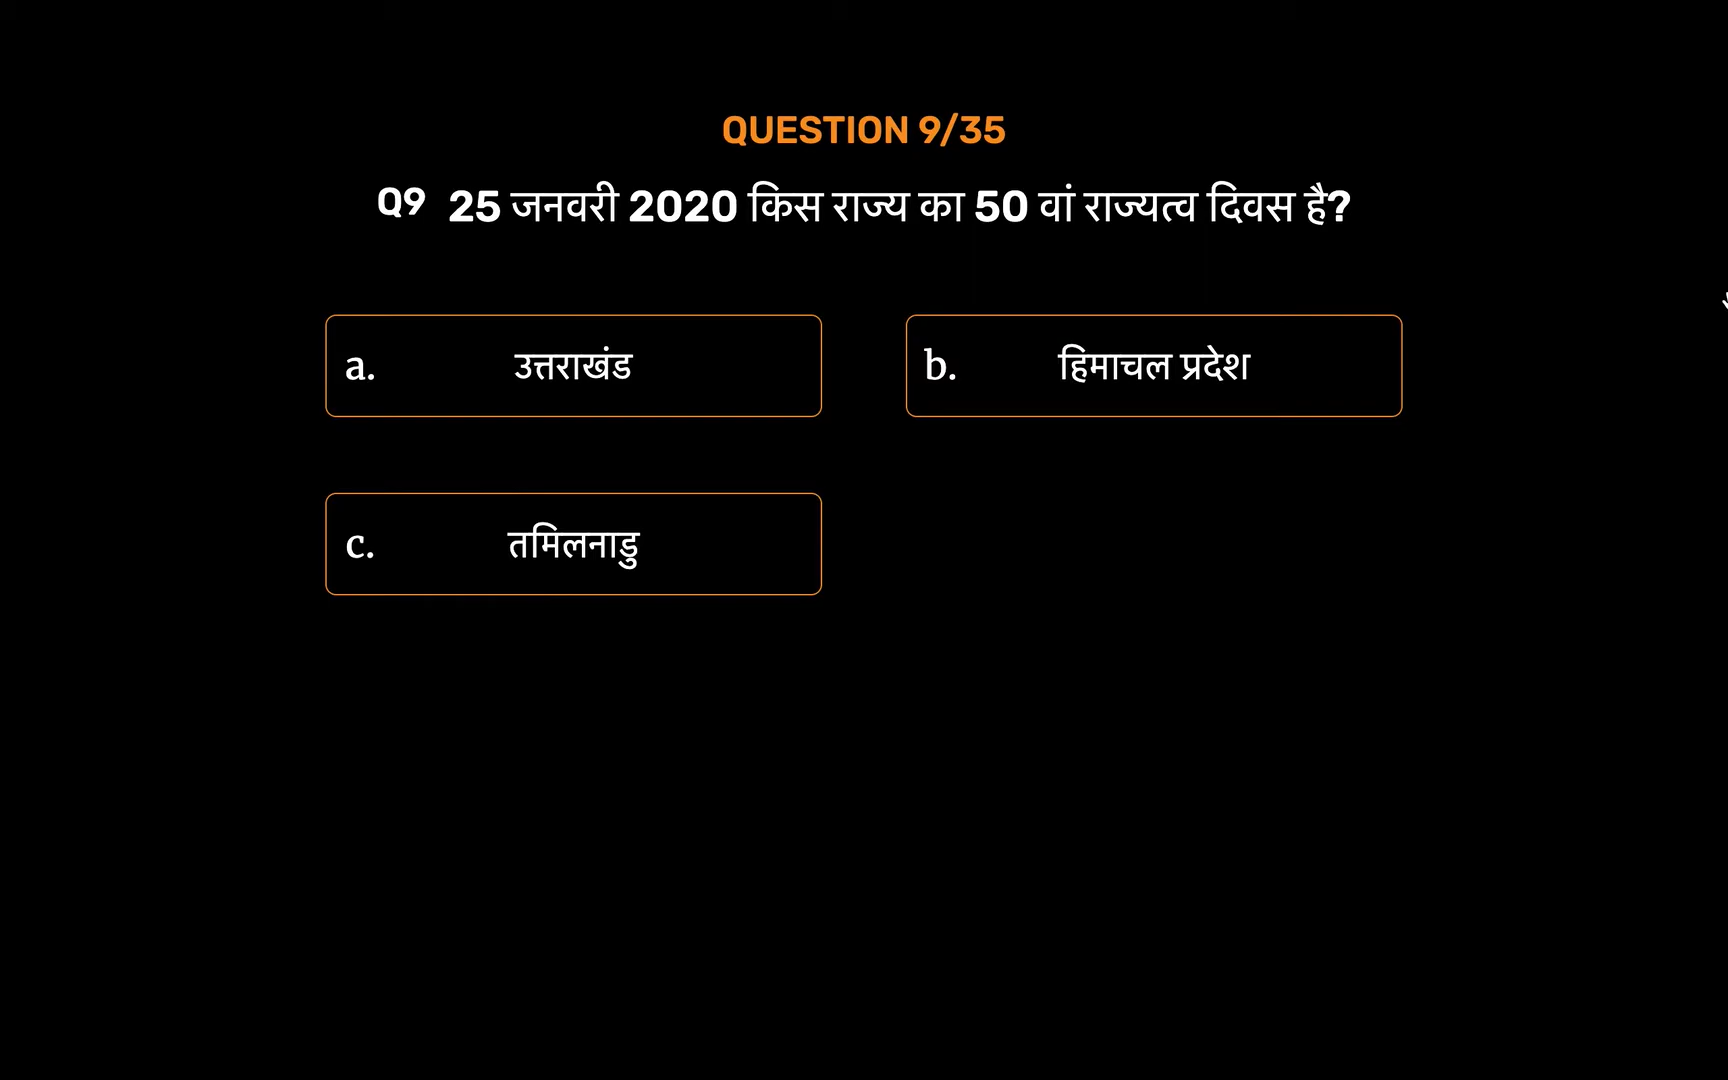 QUESTION 9/35
Q9 25 जनवरी 2020 किस राज्य का 50 वां राज्यत्व दिवस है?
a. उत्तराखंड
b. हिमाचल प्रदेश
c. तमिलनाडु